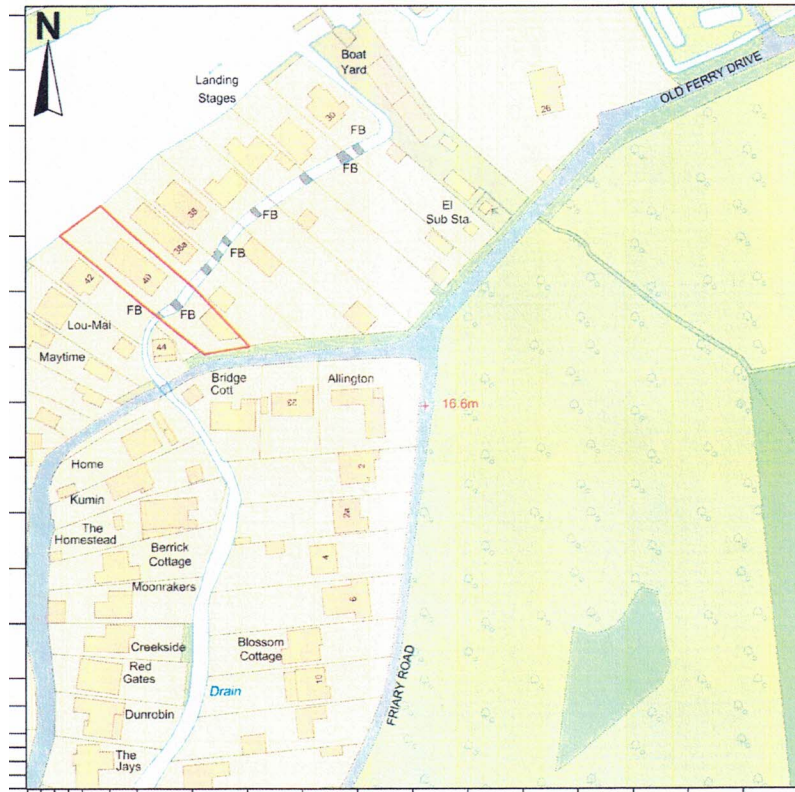 N
Boat
Yard
Landing
Stages
OLD FERRY DRIVE
26
30
FB
FB
38
El
Sub Sta
FB
38a
FB
42
40
FB
FB
Lou-Mai
44
Maytime
Bridge
Cott
Allington
23
16.6m
Home
2
Kumin
The
Homestead
2a
Berrick
Cottage
4
Moonrakers
6
Creekside
Blossom
Cottage
Red
Gates
10
Drain
FRIARY ROAD
Dunrobin
The
Jays